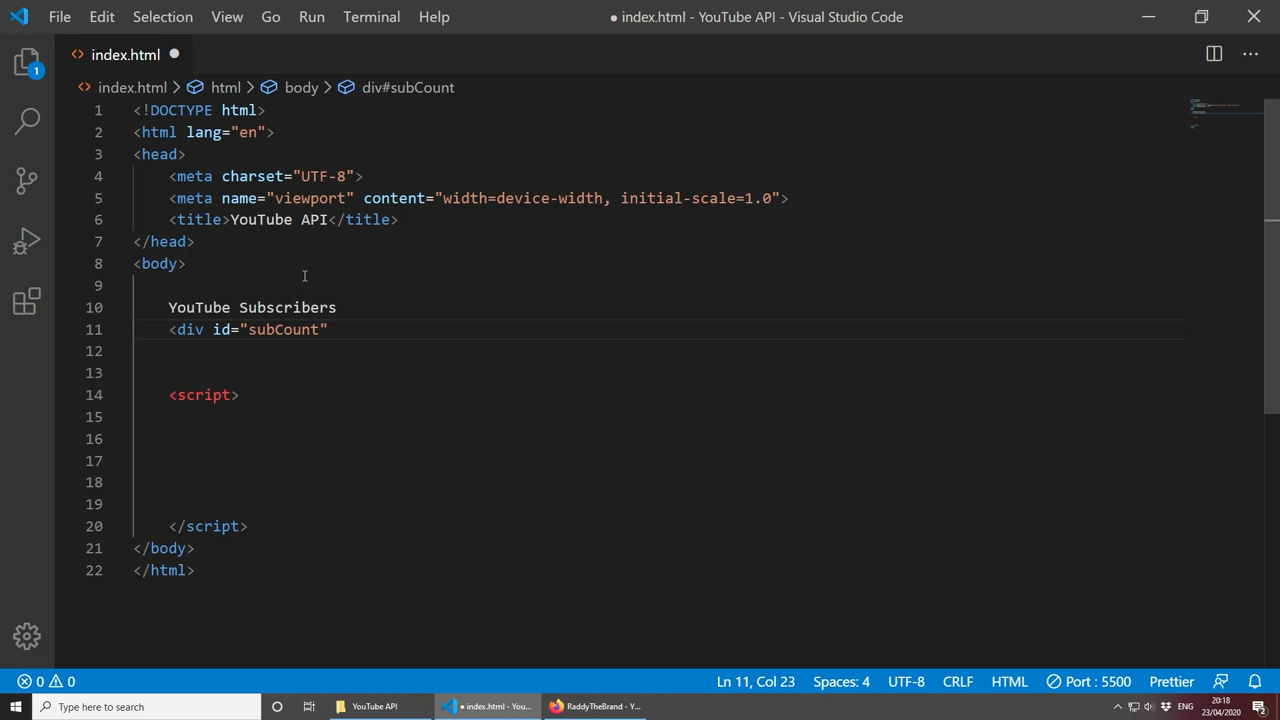 File Edit Selection View Go Run Terminal Help ● index.html - YouTube API - Visual Studio Code
index.html
index.html > html > body > div#subCount
1 <!DOCTYPE html>
2 <html lang="en">
3 <head>
4 <meta charset="UTF-8">
5 <meta name="viewport" content="width=device-width, initial-scale=1.0">
6 <title>YouTube API</title>
7 </head>
8 <body>
9
10 YouTube Subscribers
11 <div id="subCount"
12
13
14 <script>
15
16
17
18
19
20 </script>
21 </body>
22 </html>
1
0 0 Ln 11, Col 23 Spaces: 4 UTF-8 CRLF HTML Port : 5500 Prettier
Type here to search YouTube API ● index.html - You... RaddyTheBrand - Y... ENG 20:18
23/04/2020 2